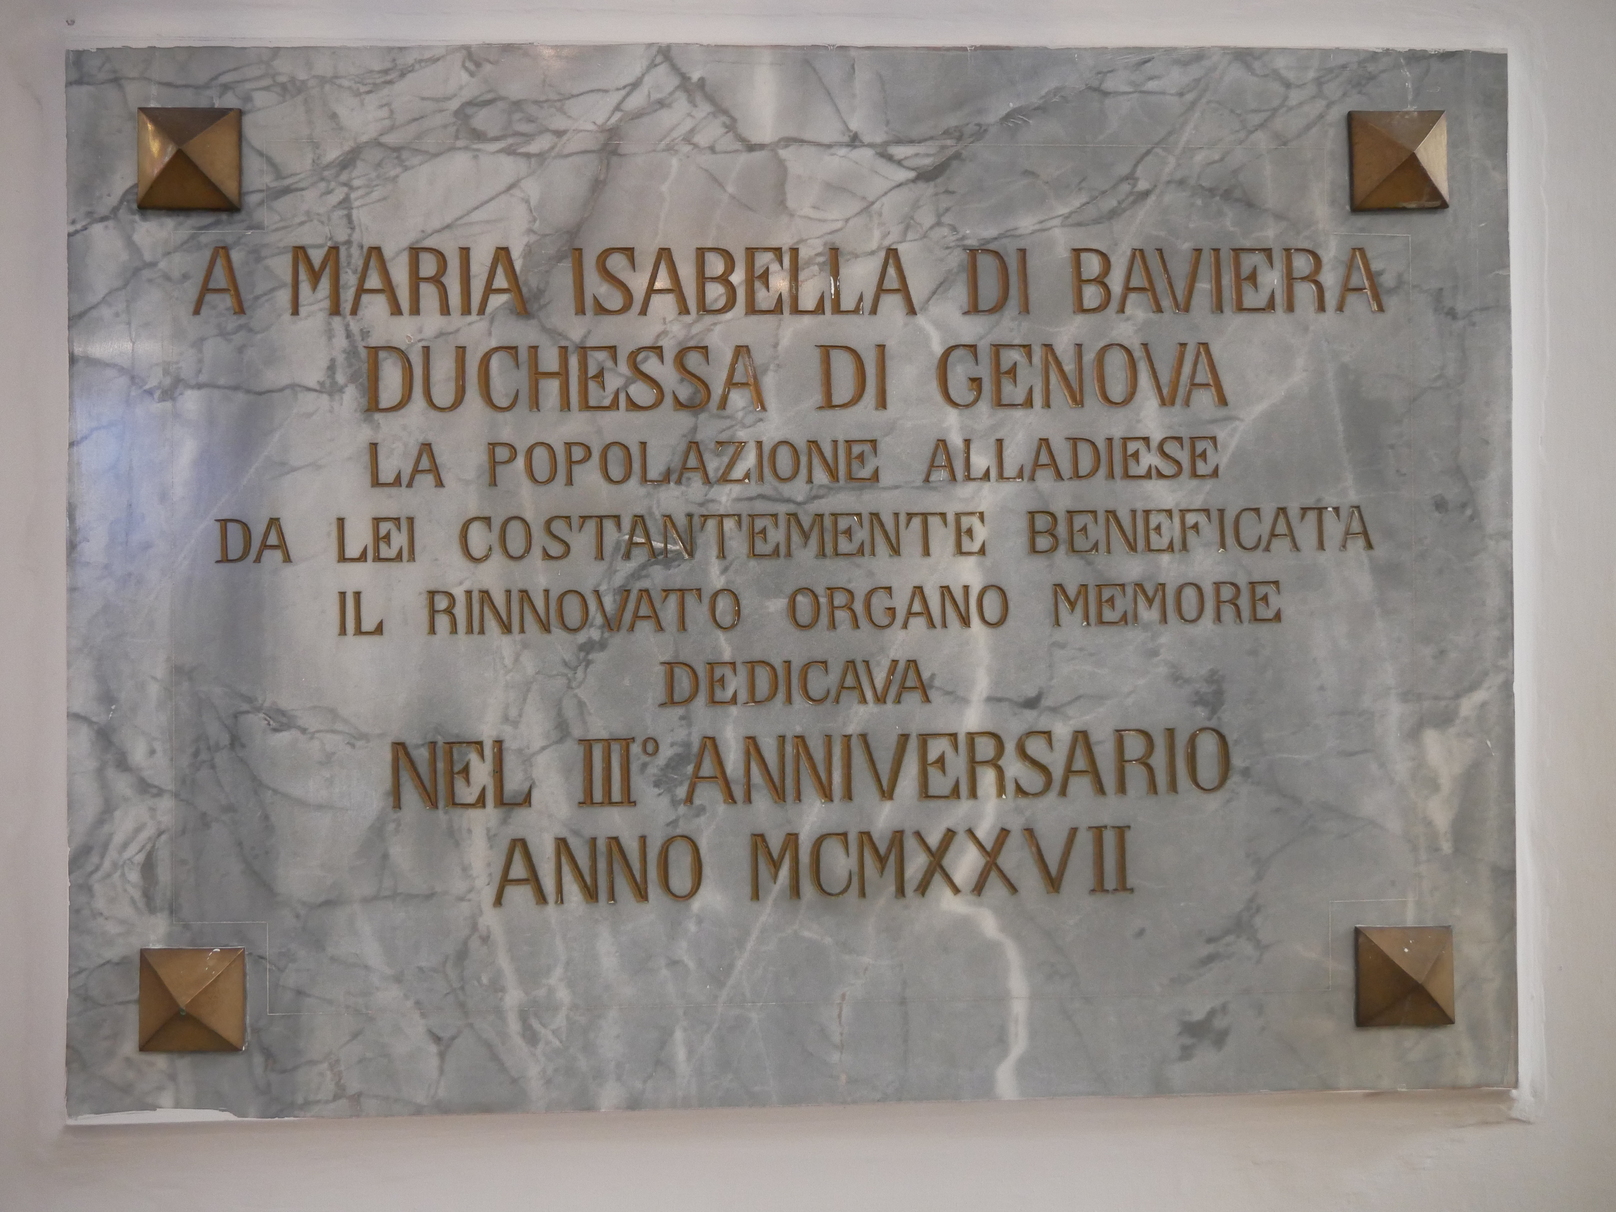 A MARIA ISABELLA DI BAVIERA
DUCHESSA DI GENOVA
LA POPOLAZIONE ALLADIESE
DA LEI COSTANTEMENTE BENEFICATA
IL RINNOVATO ORGANO MEMORE
DEDICAVA
NEL III° ANNIVERSARIO
ANNO MCMXXVII